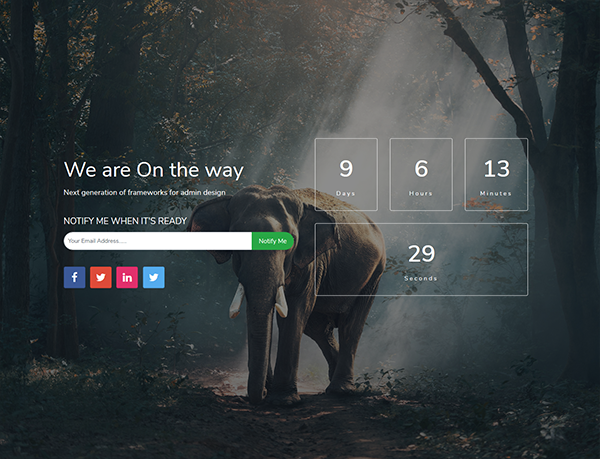 We are On the way
Next generation of frameworks for admin design
NOTIFY ME WHEN IT'S READY
Your Email Address.....
Notify Me
f
in
9
Days
6
Hours
13
Minutes
29
Seconds